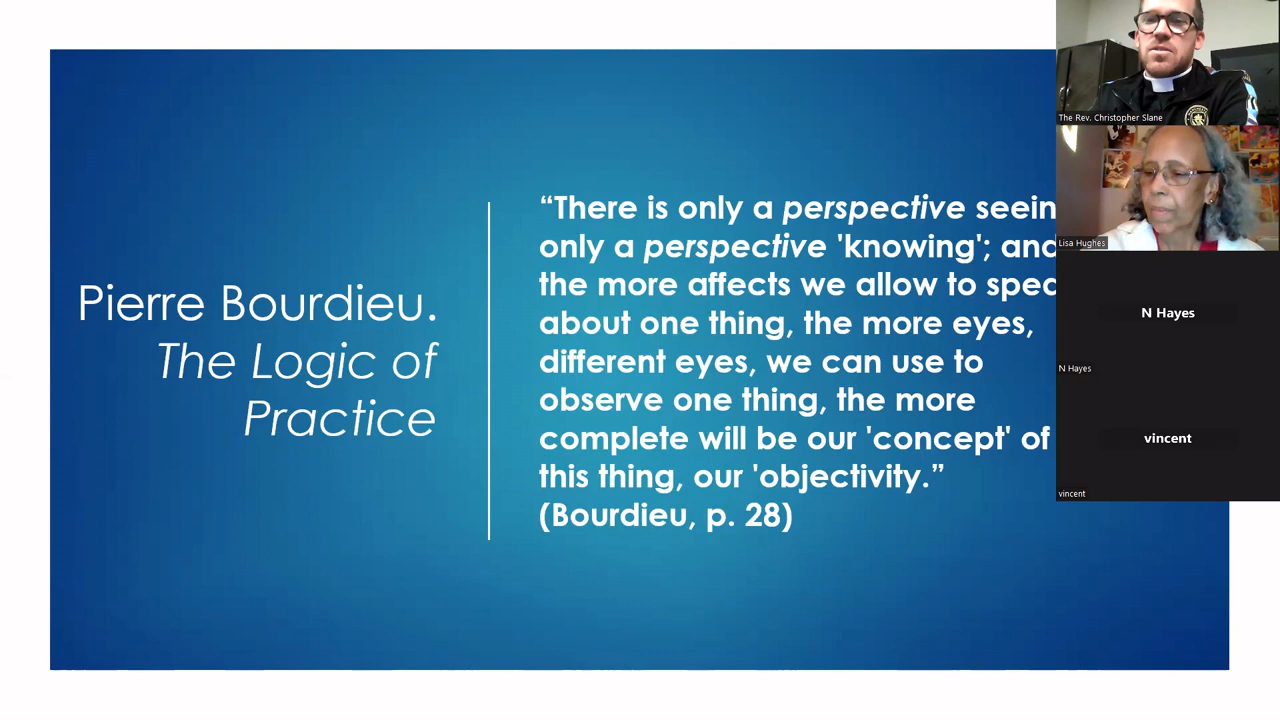 Pierre Bourdieu.
The Logic of
Practice
“There is only a perspective
only a perspective 'knowing';
the more affects we allow to
about one thing, the more eyes,
different eyes, we can use to
observe one thing, the more
complete will be our 'concept' of
this thing, our 'objectivity.”
(Bourdieu, p. 28)
The Rev. Christopher Slane
Lisa Hughes
N Hayes
N Hayes
vincent
vincent